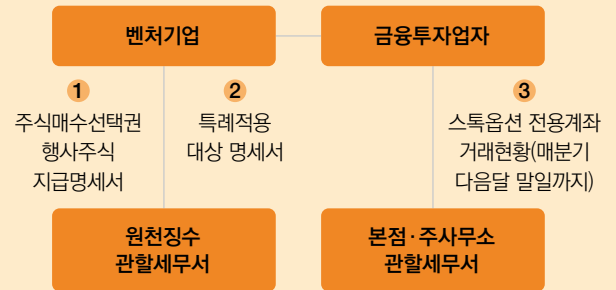 벤처기업
금융투자업자
1
주식매수선택권
행사주식
지급명세서
2
특례적용
대상 명세서
3
스톡옵션 전용계좌
거래현황(매분기
다음달 말일까지)
원천징수
관할세무서
본점·주사무소
관할세무서